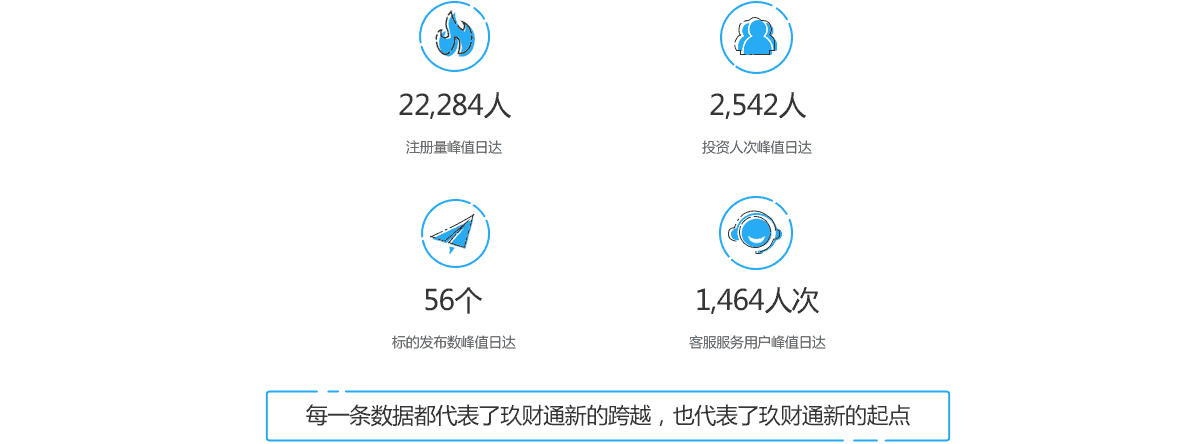 22,284人 2,542人
注册量峰值日达 投资人次峰值日达
56个 1,464人次
标的发布数峰值日达 客服服务用户峰值日达
每一条数据都代表了玖财通新的跨越，也代表了玖财通新的起点